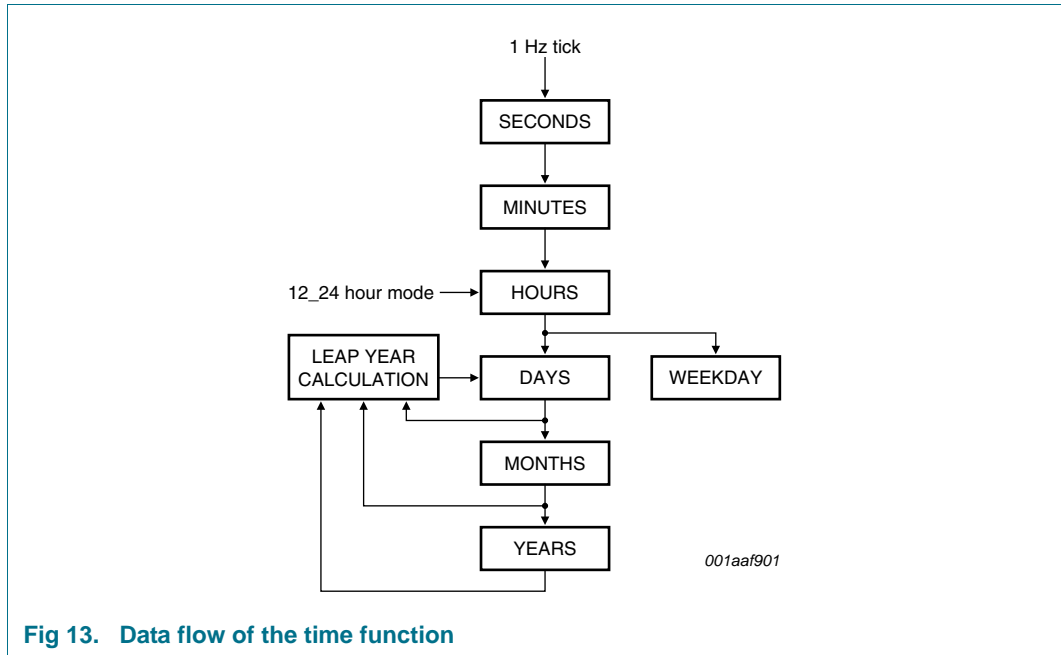 1 Hz tick
SECONDS
MINUTES
12_24 hour mode
HOURS
LEAP YEAR
CALCULATION
DAYS
WEEKDAY
MONTHS
YEARS
001aaf901
Fig 13. Data flow of the time function